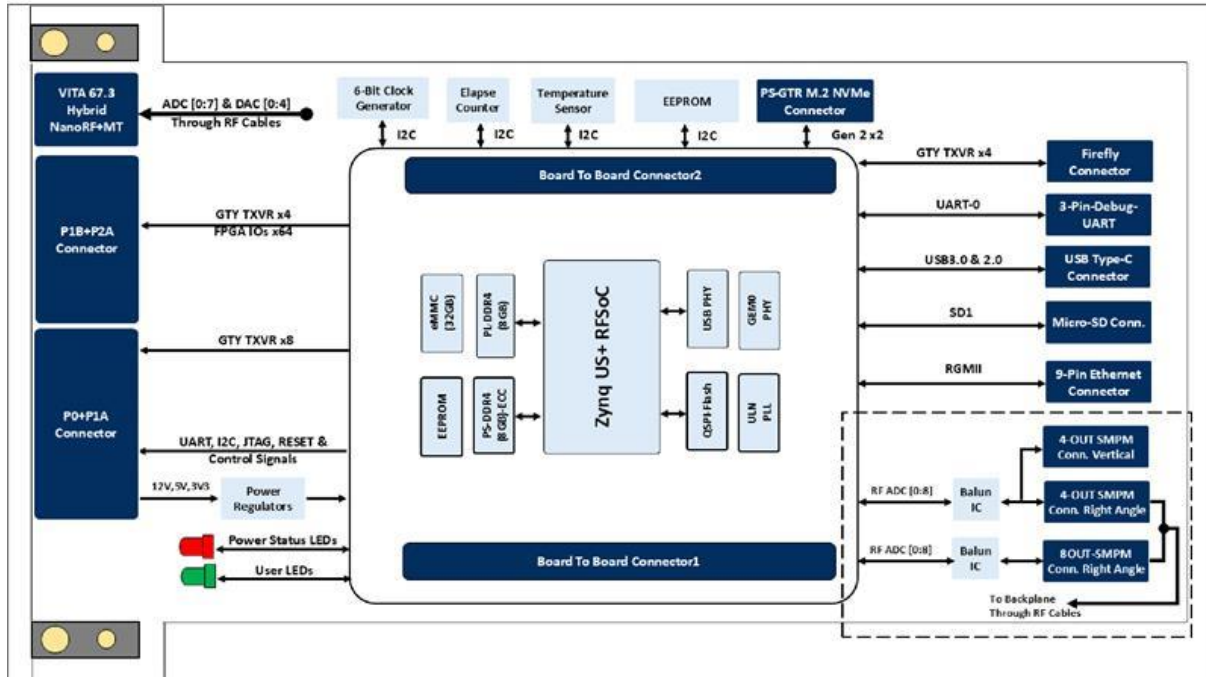 VITA 67.3
Hybrid
NanoRF+MT
ADC [0:7] & DAC [0:4]
Through RF Cables
6-Bit Clock
Generator
Elapse
Counter
Temperature
Sensor
EEPROM
PS-GTR M.2 NVMe
Connector
I2C
I2C
I2C
I2C
Gen 2 x2
Board To Board Connector2
GTY TXVR x4
Firefly
Connector
UART-0
3-Pin-Debug-
UART
USB3.0 & 2.0
USB Type-C
Connector
SD1
Micro-SD Conn.
RGMII
9-Pin Ethernet
Connector
P1B+P2A
Connector
GTY TXVR x4
FPGA IOs x64
P0+P1A
Connector
GTY TXVR x8
UART, I2C, JTAG, RESET &
Control Signals
12V,5V,3V3
Power
Regulators
Power Status LEDs
User LEDs
eMMC
(32GB)
PL-DDR4
(8GB)
EEPROM
PS-DDR4
(8GB)-ECC
Zynq US+ RFSoC
USB PHY
GEM0
PHY
QSPI-Flash
ULN
PLL
Board To Board Connector1
RF ADC [0:8]
Balun
IC
4-OUT SMPM
Conn. Vertical
4-OUT SMPM
Conn. Right Angle
RF ADC [0:8]
Balun
IC
8OUT-SMPM
Conn. Right Angle
To Backplane
Through RF Cables